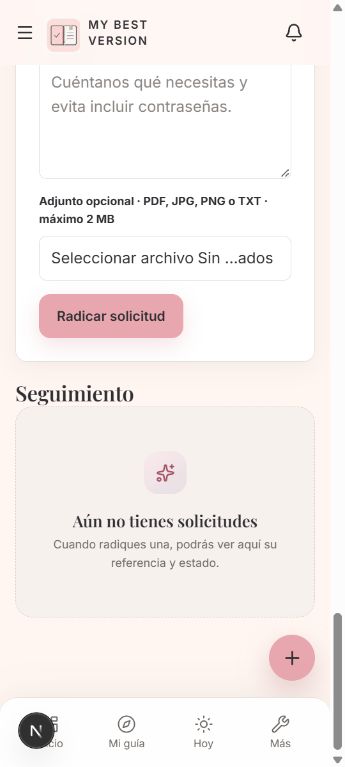 MY BEST
VERSION
Cuéntanos qué necesitas y
evita incluir contraseñas.
Adjunto opcional · PDF, JPG, PNG o TXT ·
máximo 2 MB
Seleccionar archivo Sin ...ados
Radicar solicitud
Seguimiento
Aún no tienes solicitudes
Cuando radiques una, podrás ver aquí su
referencia y estado.
N
cio
Mi guía
Hoy
Más